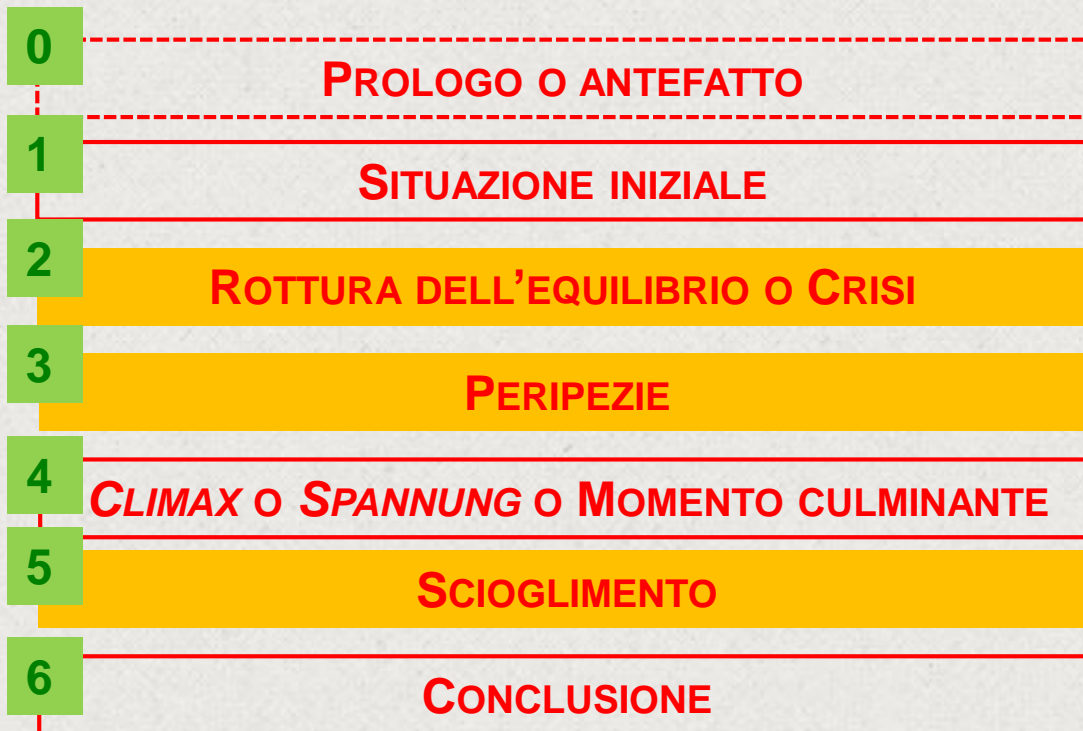 0
PROLOGO O ANTEFATTO
1
SITUAZIONE INIZIALE
2
ROTTURA DELL'EQUILIBRIO O CRISI
3
PERIPEZIE
4
CLIMAX O SPANNUNG O MOMENTO CULMINANTE
5
SCIOGLIMENTO
6
CONCLUSIONE